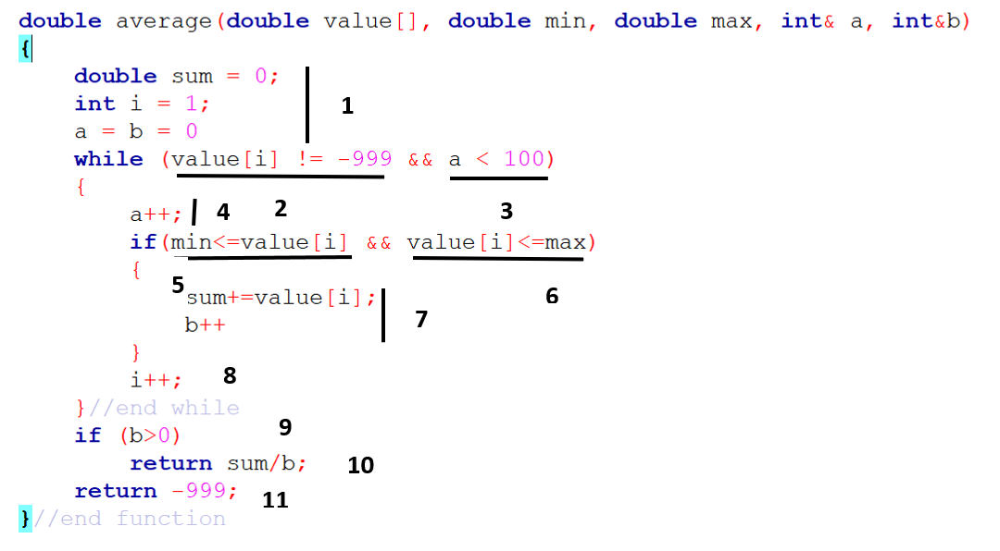 double average(double value[], double min, double max, int& a, int&b)
{
double sum = 0;
int i = 1; 1
a = b = 0
while (value[i] != -999 && a < 100)
{
a++; 4 2 3
if(min<=value[i] && value[i]<=max)
{
5 6
sum+=value[i];
b++ 7
}
i++; 8
}//end while
if (b>0) 9
return sum/b; 10
return -999; 11
}//end function